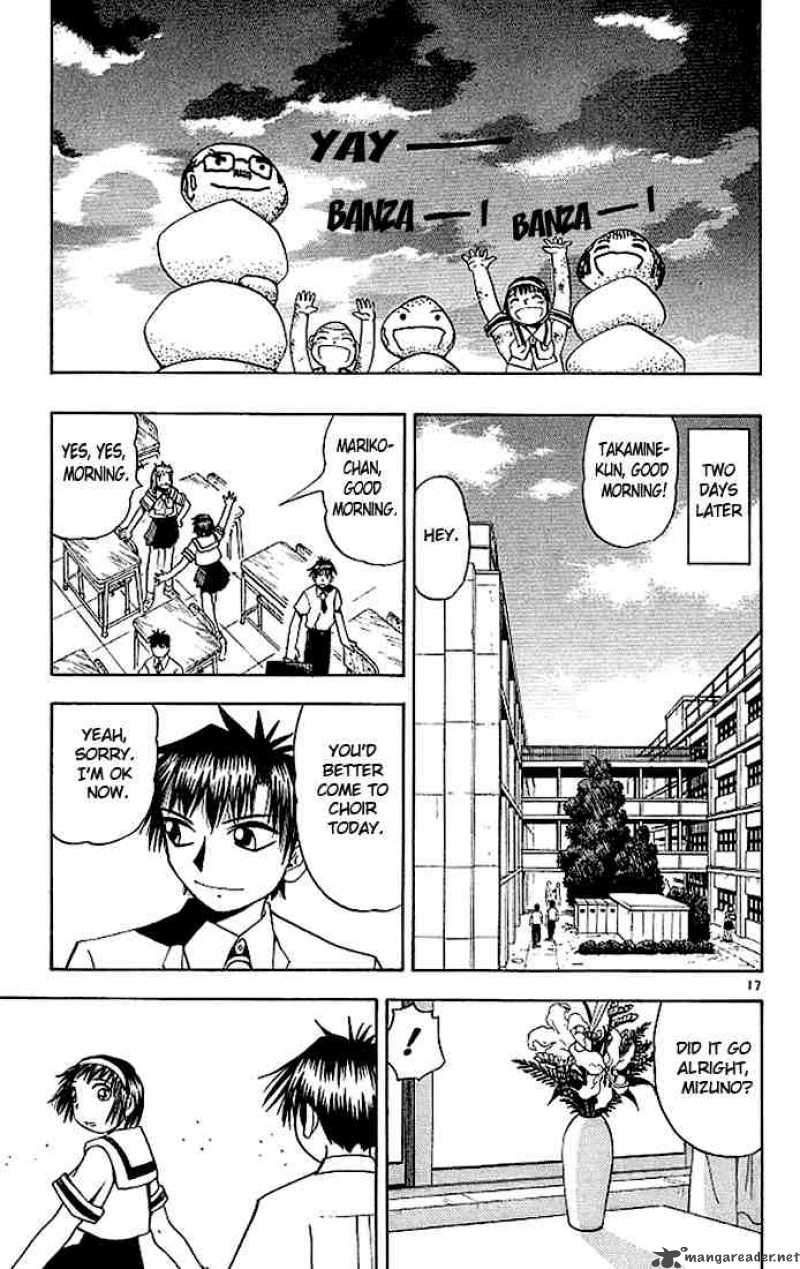 YAY —
BANZA — I
BANZA — I
TWO
DAYS
LATER
TAKAMINE-
KUN, GOOD
MORNING!
HEY.
MARIKO-
CHAN,
GOOD
MORNING.
YES, YES,
MORNING.
YOU'D
BETTER
COME TO
CHOIR
TODAY.
YEAH,
SORRY.
I'M OK
NOW.
17
DID IT GO
ALRIGHT,
MIZUNO?
!
mangareader.net